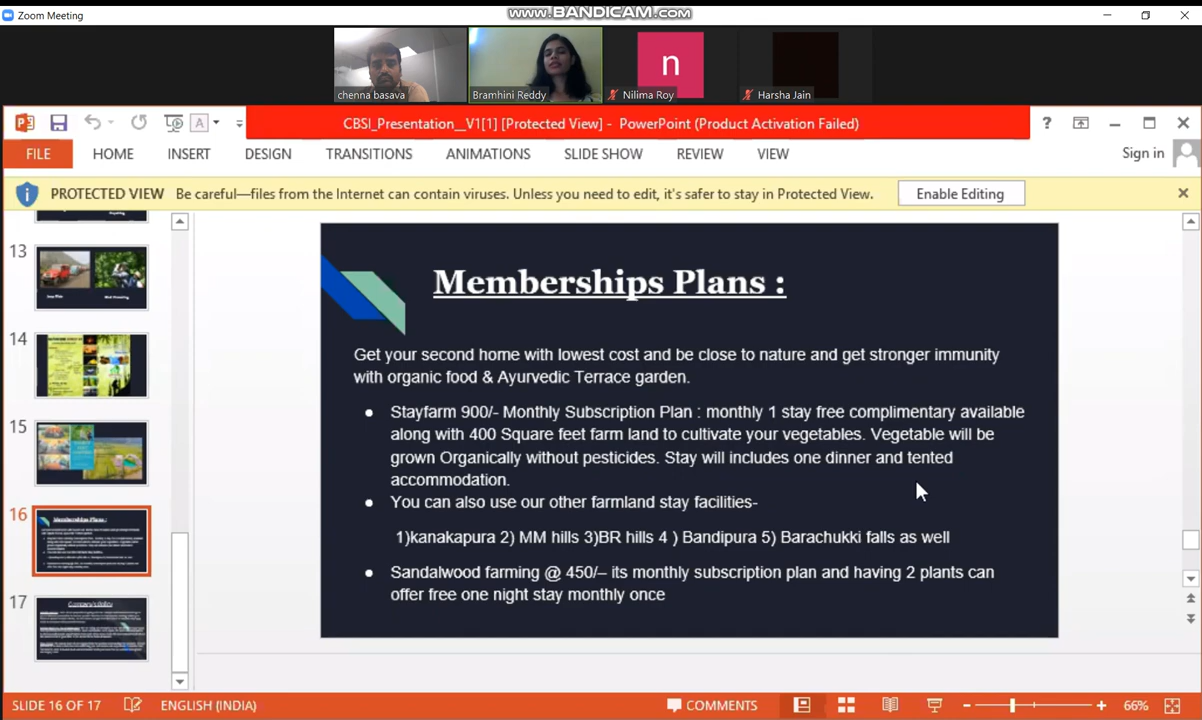 Zoom Meeting
www.BANDICAM.com
chenna basava
Bramhini Reddy
n
Nilima Roy
Harsha Jain
CBSI_Presentation__V1[1] [Protected View] - PowerPoint (Product Activation Failed)
FILE HOME INSERT DESIGN TRANSITIONS ANIMATIONS SLIDE SHOW REVIEW VIEW Sign in
PROTECTED VIEW Be careful—files from the Internet can contain viruses. Unless you need to edit, it's safer to stay in Protected View. Enable Editing
13
14
15
16
Memberships Plans :
17
Memberships Plans :
Get your second home with lowest cost and be close to nature and get stronger immunity
with organic food & Ayurvedic Terrace garden.
● Stayfarm 900/- Monthly Subscription Plan : monthly 1 stay free complimentary available
along with 400 Square feet farm land to cultivate your vegetables. Vegetable will be
grown Organically without pesticides. Stay will includes one dinner and tented
accommodation.
● You can also use our other farmland stay facilities-
1)kanakapura 2) MM hills 3)BR hills 4 ) Bandipura 5) Barachukki falls as well
● Sandalwood farming @ 450/– its monthly subscription plan and having 2 plants can
offer free one night stay monthly once
SLIDE 16 OF 17 ENGLISH (INDIA) COMMENTS 66%